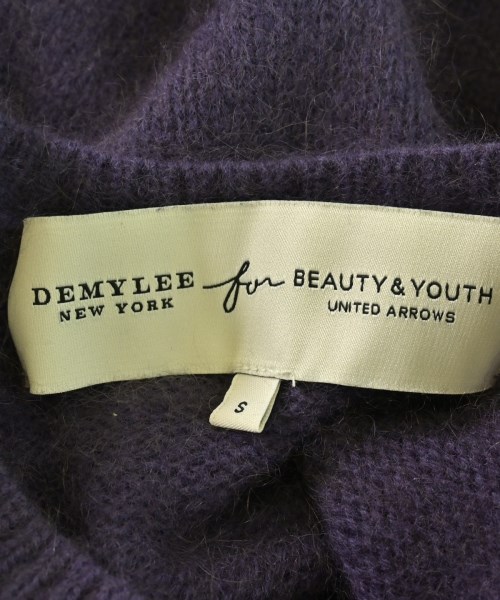 DEMYLEE for BEAUTY & YOUTH
NEW YORK UNITED ARROWS
S